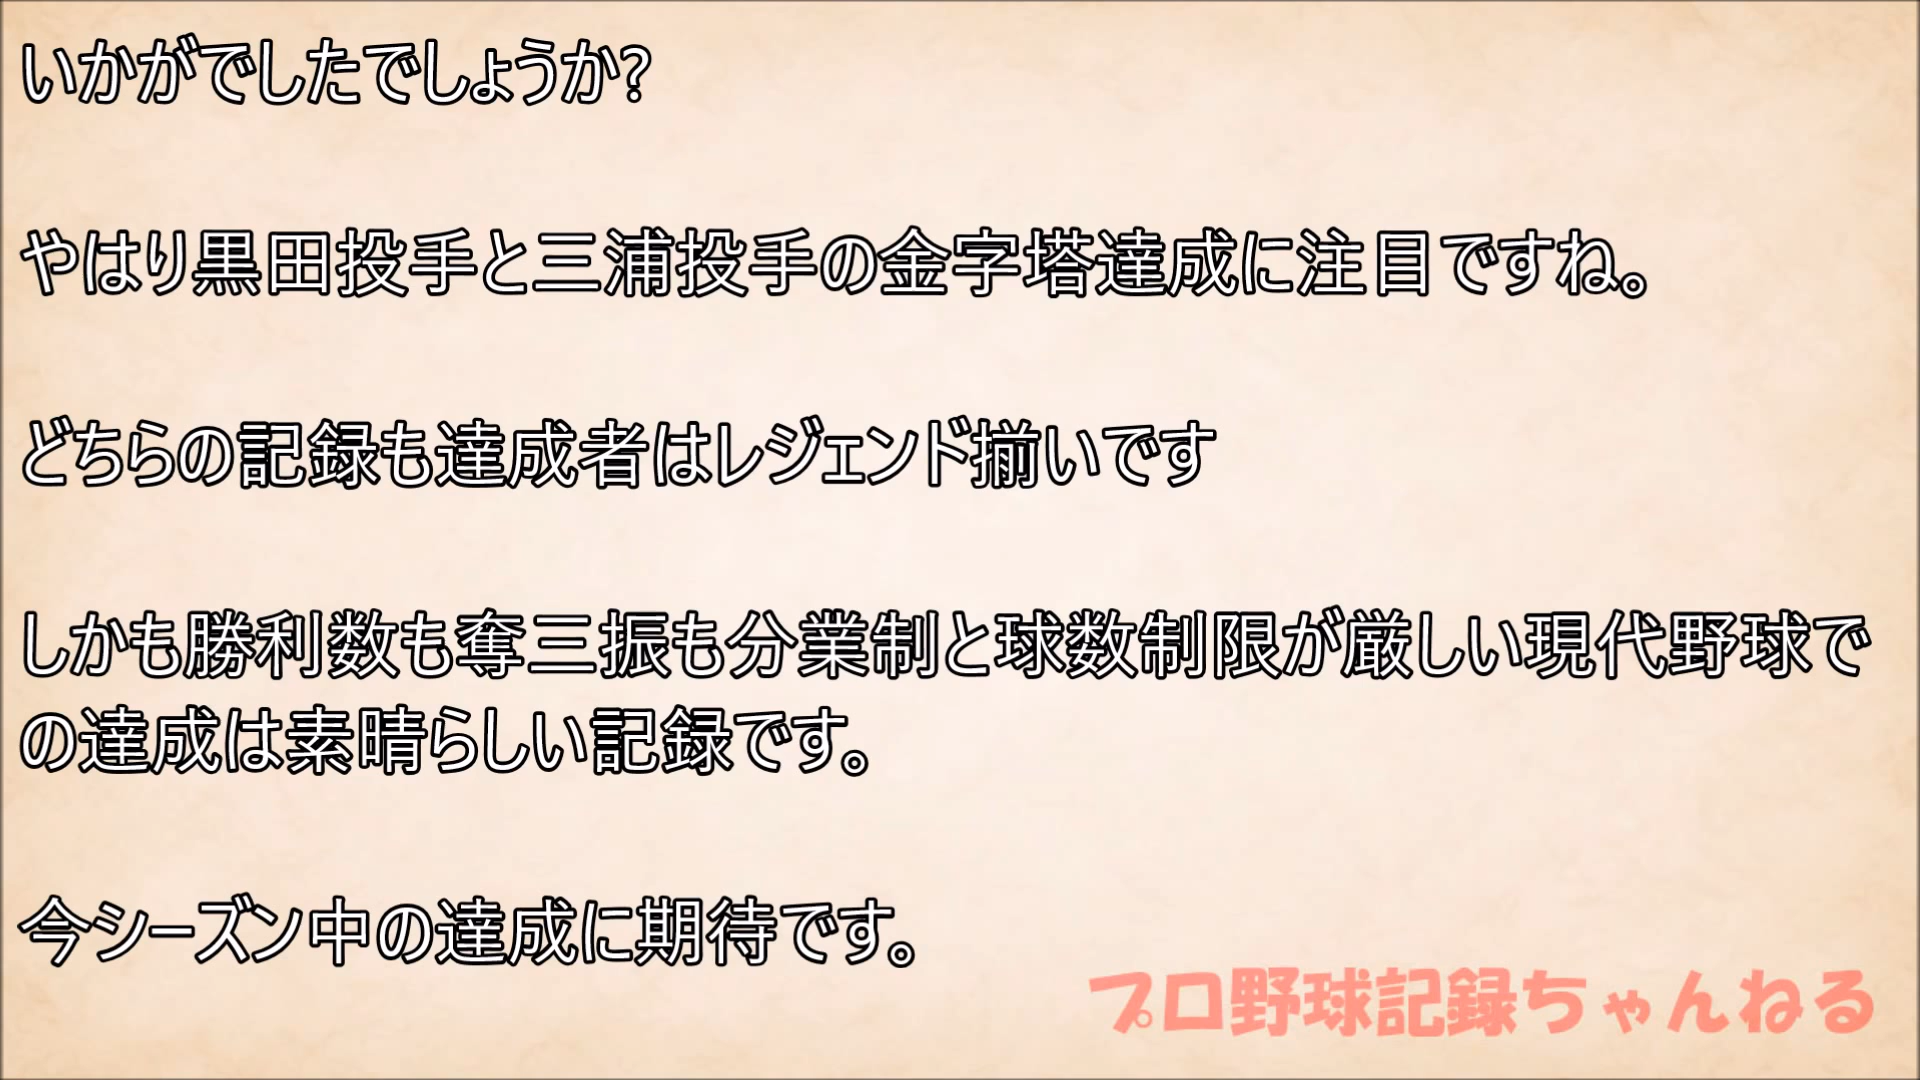 いかがでしたでしょうか?
やはり黒田投手と三浦投手の金字塔達成に注目ですね。
どちらの記録も達成者はレジェンド揃いです
しかも勝利数も奪三振も分業制と球数制限が厳しい現代野球で
の達成は素晴らしい記録です。
今シーズン中の達成に期待です。
プロ野球記録ちゃんねる